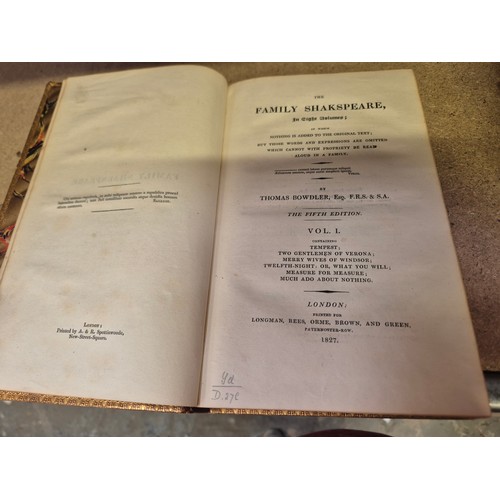 London:
Printed by A. & R. Spottiswoode,
New-Street-Square.
THE
FAMILY SHAKSPEARE,
In Eight Volumes;
IN WHICH
NOTHING IS ADDED TO THE ORIGINAL TEXT;
BUT THOSE WORDS AND EXPRESSIONS ARE OMITTED
WHICH CANNOT WITH PROPRIETY BE READ
ALOUD IN A FAMILY.
BY
THOMAS BOWDLER, Esq. F.R.S. & S.A.
THE FIFTH EDITION.
VOL. I.
CONTAINING
TEMPEST;
TWO GENTLEMEN OF VERONA;
MERRY WIVES OF WINDSOR;
TWELFTH-NIGHT: OR, WHAT YOU WILL;
MEASURE FOR MEASURE;
MUCH ADO ABOUT NOTHING.
LONDON:
PRINTED FOR
LONGMAN, REES, ORME, BROWN, AND GREEN,
PATERNOSTER-ROW.
1827.